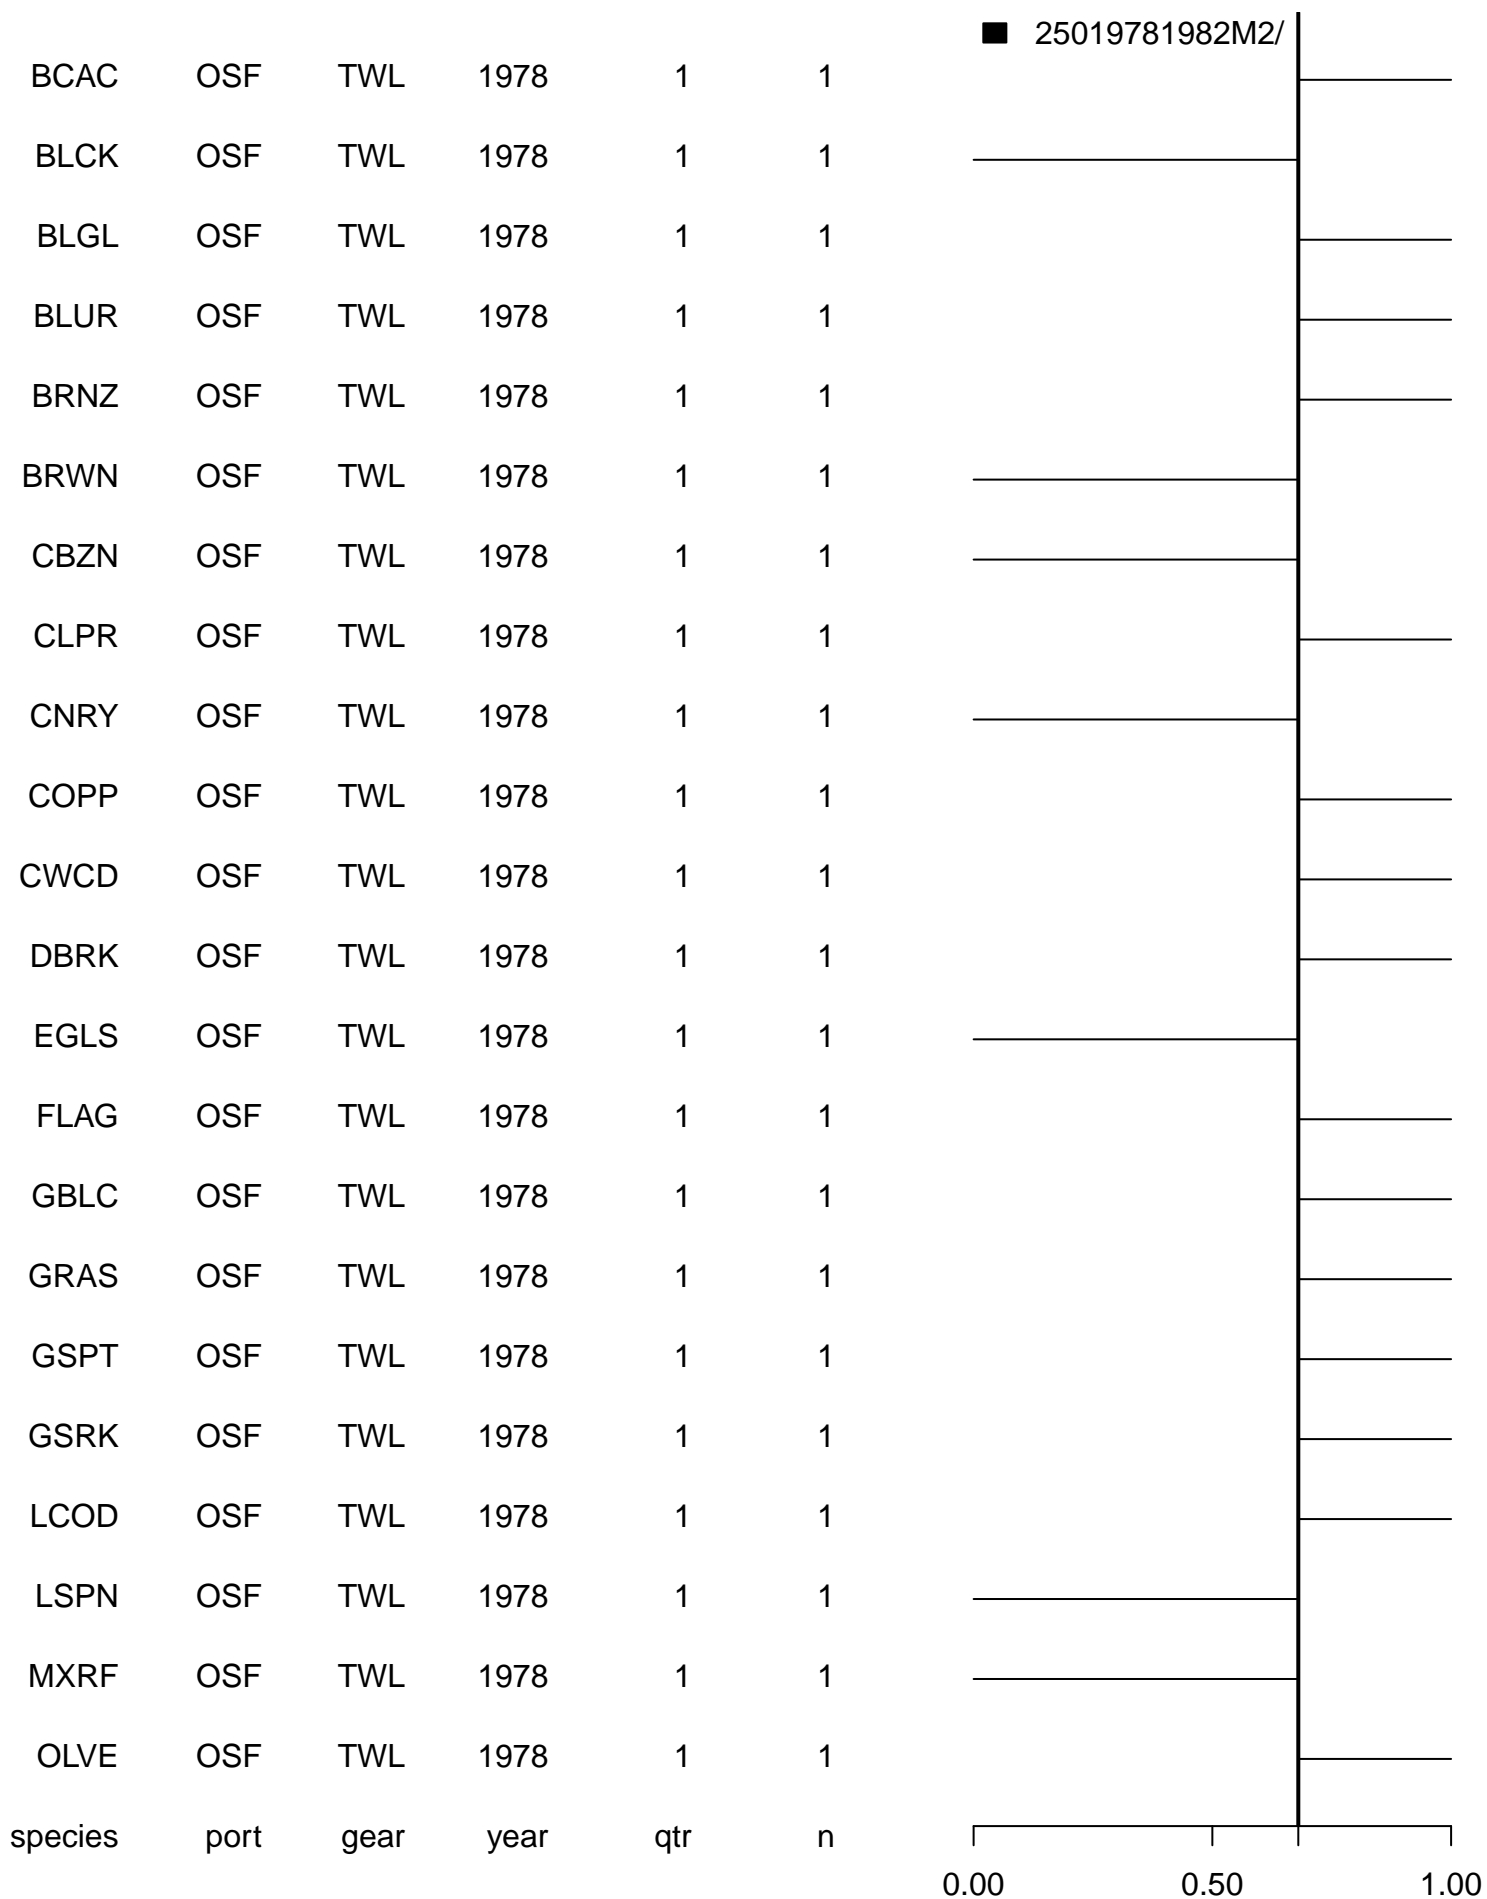 25019781982M2/
BCAC OSF TWL 1978 1 1
BLCK OSF TWL 1978 1 1
BLGL OSF TWL 1978 1 1
BLUR OSF TWL 1978 1 1
BRNZ OSF TWL 1978 1 1
BRWN OSF TWL 1978 1 1
CBZN OSF TWL 1978 1 1
CLPR OSF TWL 1978 1 1
CNRY OSF TWL 1978 1 1
COPP OSF TWL 1978 1 1
CWCD OSF TWL 1978 1 1
DBRK OSF TWL 1978 1 1
EGLS OSF TWL 1978 1 1
FLAG OSF TWL 1978 1 1
GBLC OSF TWL 1978 1 1
GRAS OSF TWL 1978 1 1
GSPT OSF TWL 1978 1 1
GSRK OSF TWL 1978 1 1
LCOD OSF TWL 1978 1 1
LSPN OSF TWL 1978 1 1
MXRF OSF TWL 1978 1 1
OLVE OSF TWL 1978 1 1
species port gear year qtr n
0.00 0.50 1.00